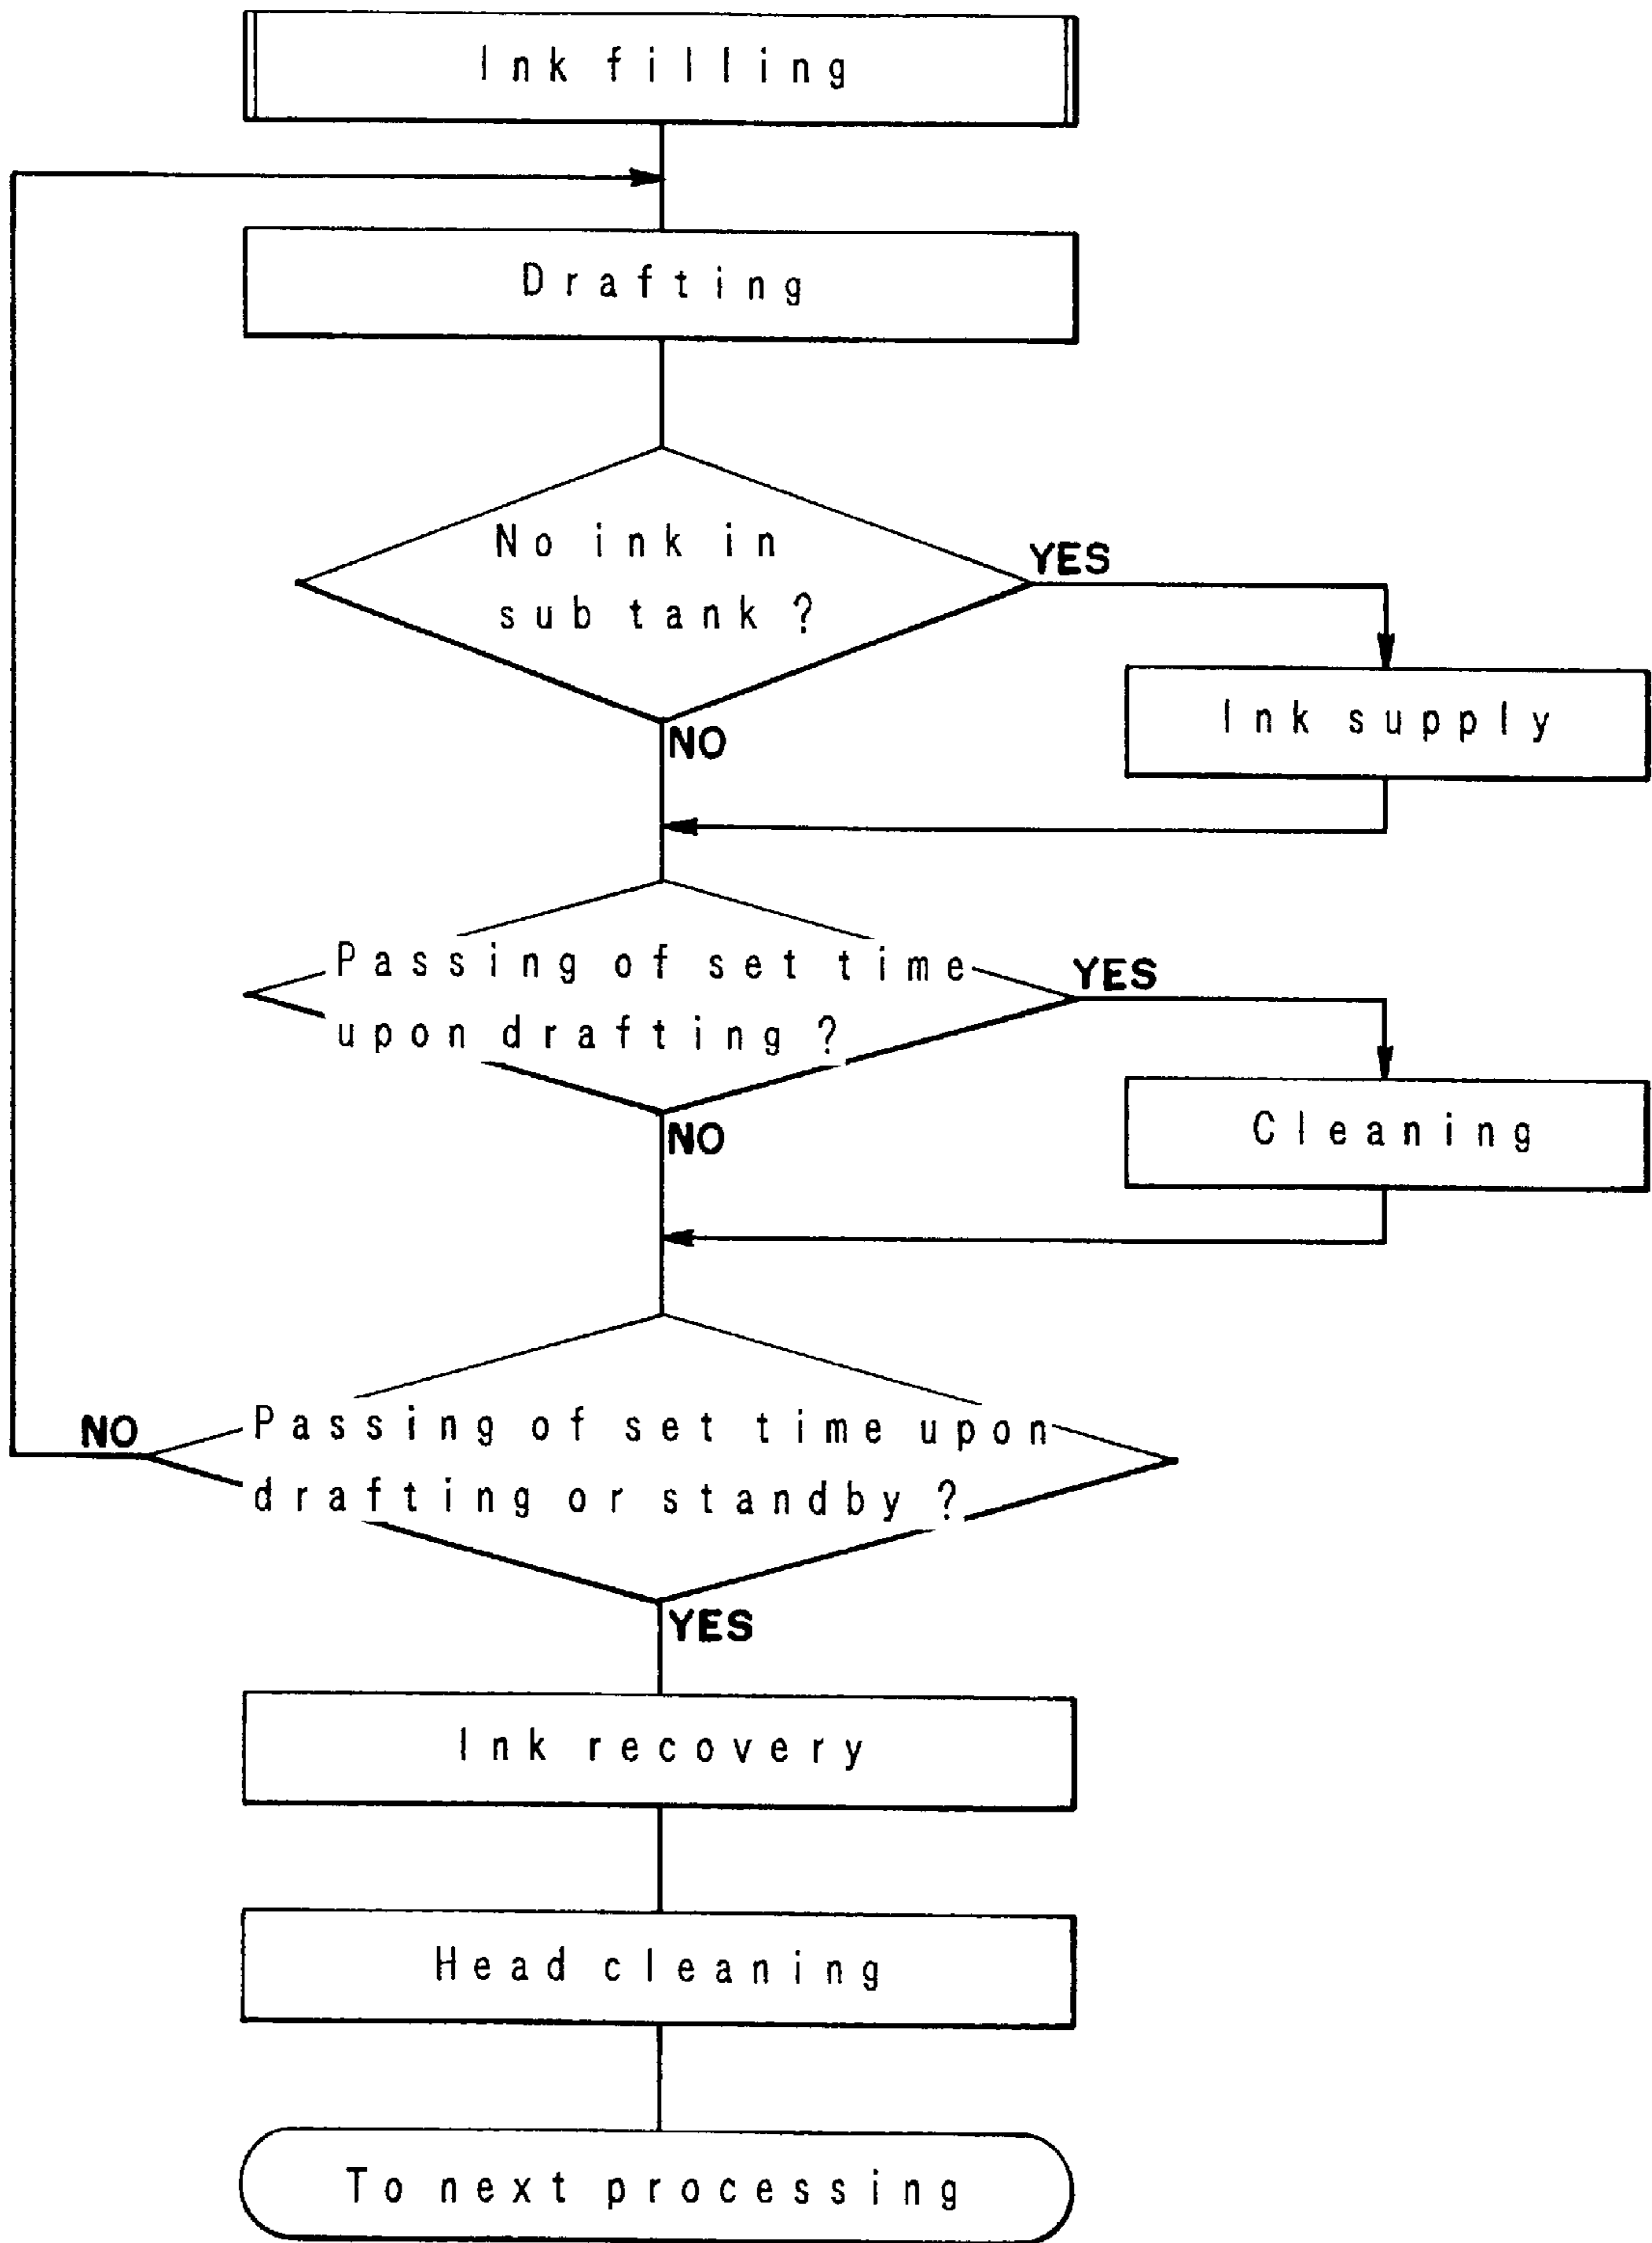 Ink filling
Drafting
No ink in
sub tank ?
YES
Ink supply
NO
Passing of set time
upon drafting ?
YES
Cleaning
NO
Passing of set time upon
drafting or standby ?
NO
YES
Ink recovery
Head cleaning
To next processing